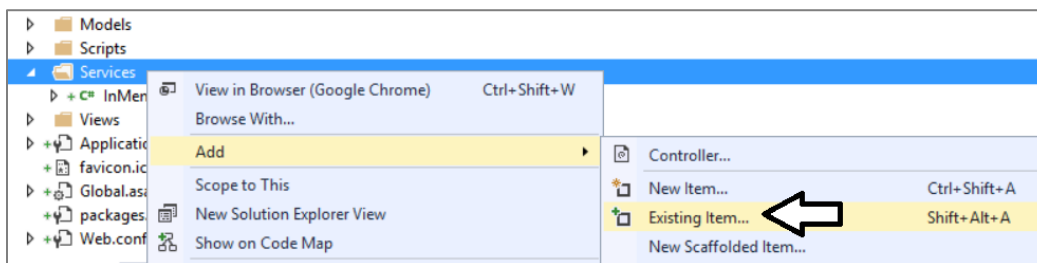 Models
Scripts
Services
C# InMen
View in Browser (Google Chrome) Ctrl+Shift+W
Views
Browse With...
Applicatio
Add
Controller...
favicon.ic
Global.asa
Scope to This
New Item... Ctrl+Shift+A
packages.
New Solution Explorer View
Existing Item... Shift+Alt+A
Web.conf
Show on Code Map
New Scaffolded Item...